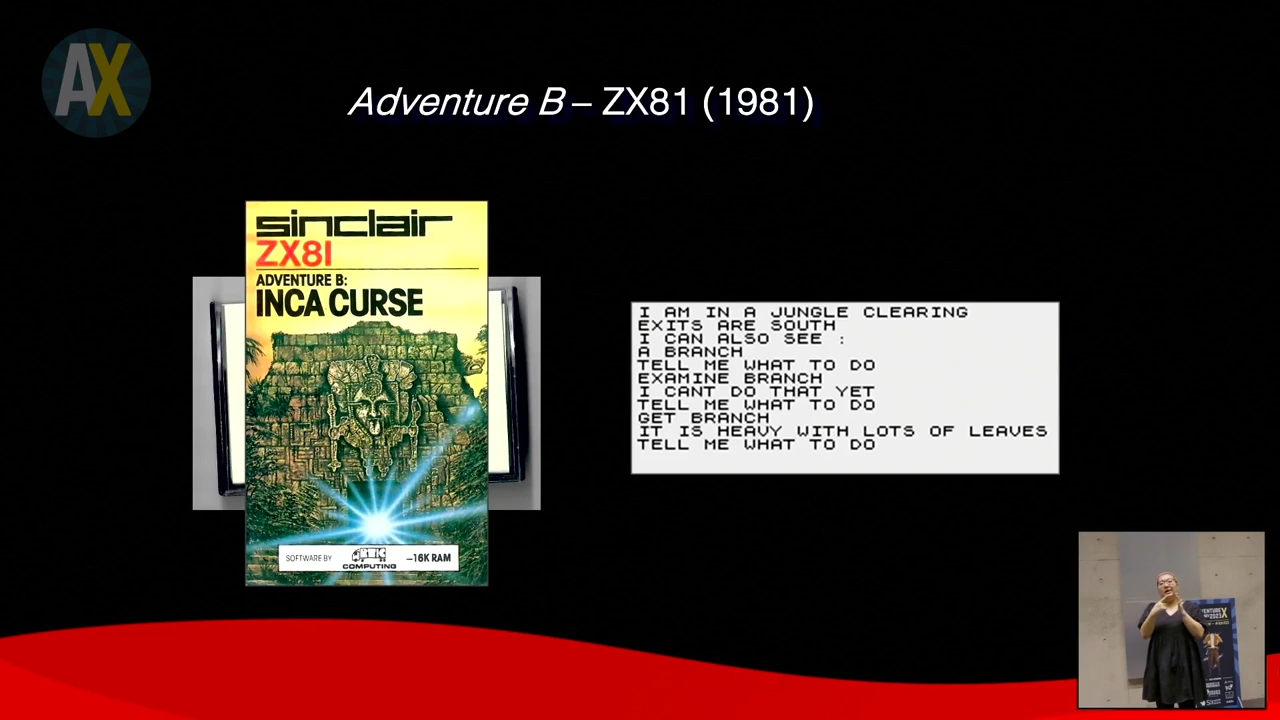 AX
Adventure B – ZX81 (1981)
sinclair
ZX81
ADVENTURE B:
INCA CURSE
SOFTWARE BY
ARTIC
COMPUTING
–16K RAM
I AM IN A JUNGLE CLEARING
EXITS ARE SOUTH
I CAN ALSO SEE :
A BRANCH
TELL ME WHAT TO DO
EXAMINE BRANCH
I CANT DO THAT YET
TELL ME WHAT TO DO
GET BRANCH
IT IS HEAVY WITH LOTS OF LEAVES
TELL ME WHAT TO DO